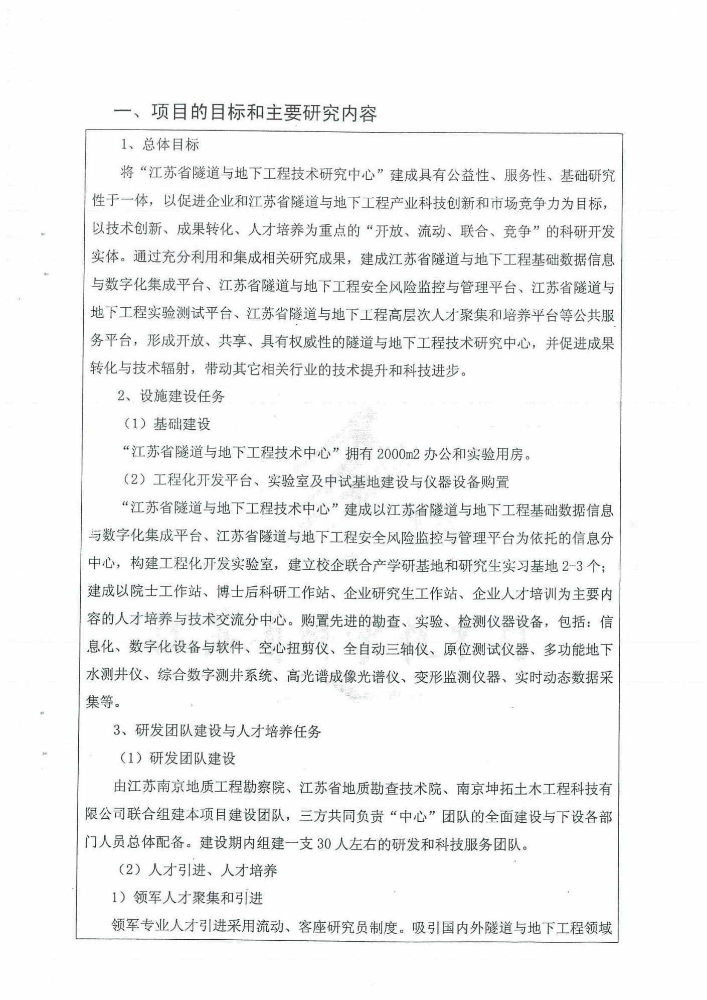 一、项目的目标和主要研究内容
1、总体目标
将“江苏省隧道与地下工程技术研究中心”建成具有公益性、服务性、基础研究
性于一体，以促进企业和江苏省隧道与地下工程产业科技创新和市场竞争力为目标，
以技术创新、成果转化、人才培养为重点的“开放、流动、联合、竞争”的科研开发
实体。通过充分利用和集成相关研究成果，建成江苏省隧道与地下工程基础数据信息
与数字化集成平台、江苏省隧道与地下工程安全风险监控与管理平台、江苏省隧道与
地下工程实验测试平台、江苏省隧道与地下工程高层次人才聚集和培养平台等公共服
务平台，形成开放、共享、具有权威性的隧道与地下工程技术研究中心，并促进成果
转化与技术辐射，带动其它相关行业的技术提升和科技进步。
2、设施建设任务
（1）基础建设
“江苏省隧道与地下工程技术中心”拥有 2000m2 办公和实验用房。
（2）工程化开发平台、实验室及中试基地建设与仪器设备购置
“江苏省隧道与地下工程技术中心”建成以江苏省隧道与地下工程基础数据信息
与数字化集成平台、江苏省隧道与地下工程安全风险监控与管理平台为依托的信息分
中心，构建工程化开发实验室，建立校企联合产学研基地和研究生实习基地 2-3 个；
建成以院士工作站、博士后科研工作站、企业研究生工作站、企业人才培训为主要内
容的人才培养与技术交流分中心。购置先进的勘查、实验、检测仪器设备，包括：信
息化、数字化设备与软件、空心扭剪仪、全自动三轴仪、原位测试仪器、多功能地下
水测井仪、综合数字测井系统、高光谱成像光谱仪、变形监测仪器、实时动态数据采
集等。
3、研发团队建设与人才培养任务
（1）研发团队建设
由江苏南京地质工程勘察院、江苏省地质勘查技术院、南京坤拓土木工程科技有
限公司联合组建本项目建设团队，三方共同负责“中心”团队的全面建设与下设各部
门人员总体配备。建设期内组建一支 30 人左右的研发和科技服务团队。
（2）人才引进、人才培养
1）领军人才聚集和引进
领军专业人才引进采用流动、客座研究员制度。吸引国内外隧道与地下工程领域